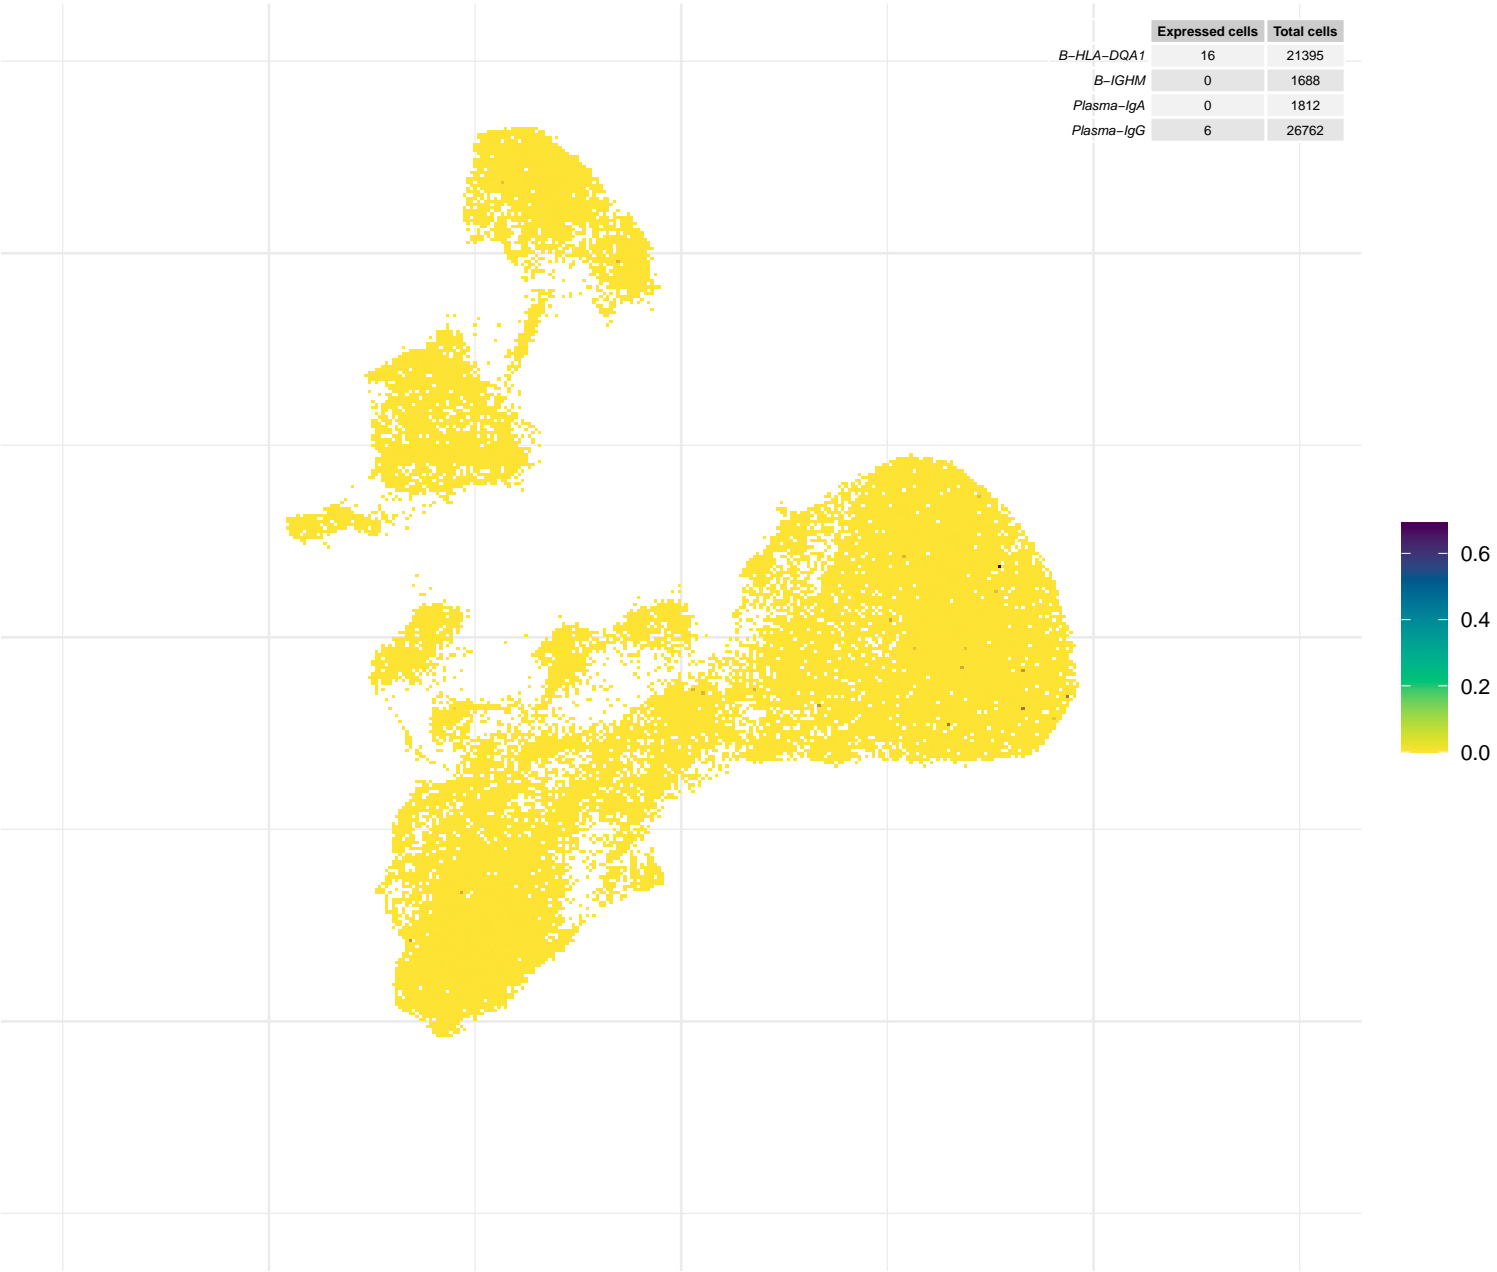 Expressed cells Total cells
B−HLA−DQA1 16 21395
B−IGHM 0 1688
Plasma−IgA 0 1812
Plasma−IgG 6 26762
0.6
0.4
0.2
0.0